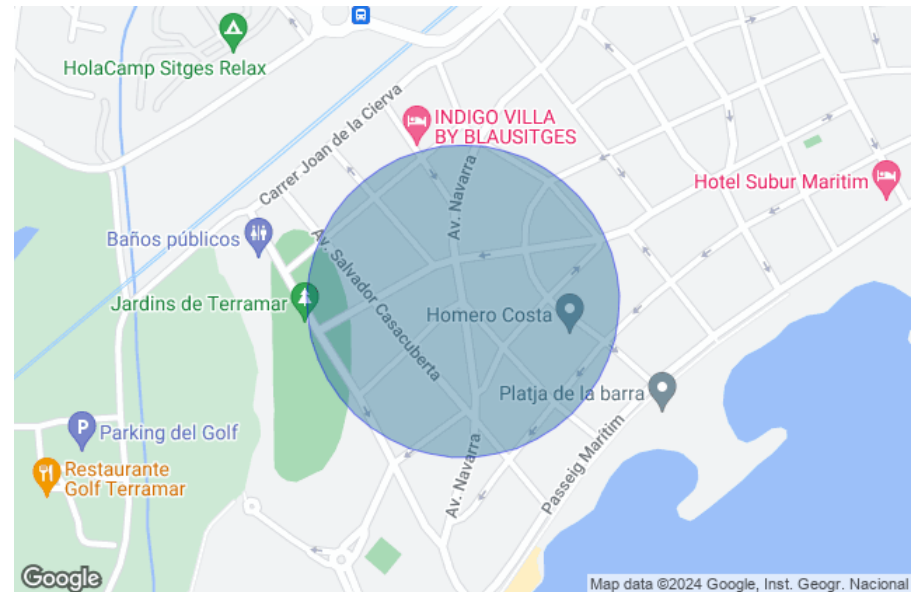 HolaCamp Sitges Relax
Carrer Joan de la Cierva
INDIGO VILLA
BY BLAUSITGES
Hotel Subur Maritim
Av. Navarra
Baños públicos
Av. Salvador Casacuberta
Jardins de Terramar
Homero Costa
Platja de la barra
P
Parking del Golf
Passeig Marítim
Av. Navarra
Restaurante
Golf Terramar
Google
Map data ©2024 Google, Inst. Geogr. Nacional